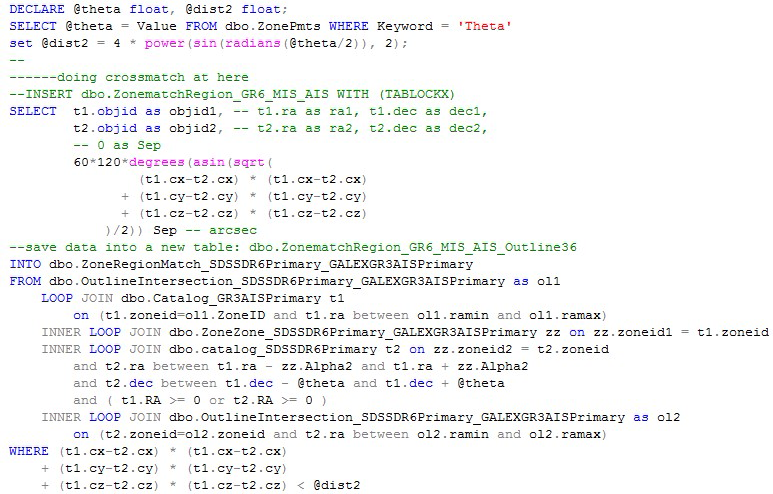 DECLARE @theta float, @dist2 float;
SELECT @theta = Value FROM dbo.ZonePmts WHERE Keyword = 'Theta'
set @dist2 = 4 * power(sin(radians(@theta/2)), 2);
--
------doing crossmatch at here
--INSERT dbo.ZonematchRegion_GR6_MIS_AIS WITH (TABLOCKX)
SELECT  t1.objid as objid1, -- t1.ra as ra1, t1.dec as dec1,
        t2.objid as objid2, -- t2.ra as ra2, t2.dec as dec2,
        -- 0 as Sep
        60*120*degrees(asin(sqrt(
                (t1.cx-t2.cx) * (t1.cx-t2.cx)
              + (t1.cy-t2.cy) * (t1.cy-t2.cy)
              + (t1.cz-t2.cz) * (t1.cz-t2.cz)
            )/2)) Sep -- arcsec
--save data into a new table: dbo.ZonematchRegion_GR6_MIS_AIS_Outline36
INTO dbo.ZoneRegionMatch_SDSSDR6Primary_GALEXGR3AISPrimary
FROM dbo.OutlineIntersection_SDSSDR6Primary_GALEXGR3AISPrimary as ol1
    LOOP JOIN dbo.Catalog_GR3AISPrimary t1
        on (t1.zoneid=ol1.ZoneID and t1.ra between ol1.ramin and ol1.ramax)
    INNER LOOP JOIN dbo.ZoneZone_SDSSDR6Primary_GALEXGR3AISPrimary zz on zz.zoneid1 = t1.zoneid
    INNER LOOP JOIN dbo.catalog_SDSSDR6Primary t2 on zz.zoneid2 = t2.zoneid
        and t2.ra between t1.ra - zz.Alpha2 and t1.ra + zz.Alpha2
        and t2.dec between t1.dec - @theta and t1.dec + @theta
        and ( t1.RA >= 0 or t2.RA >= 0 )
    INNER LOOP JOIN dbo.OutlineIntersection_SDSSDR6Primary_GALEXGR3AISPrimary as ol2
        on (t2.zoneid=ol2.zoneid and t2.ra between ol2.ramin and ol2.ramax)
WHERE (t1.cx-t2.cx) * (t1.cx-t2.cx)
    + (t1.cy-t2.cy) * (t1.cy-t2.cy)
    + (t1.cz-t2.cz) * (t1.cz-t2.cz) < @dist2